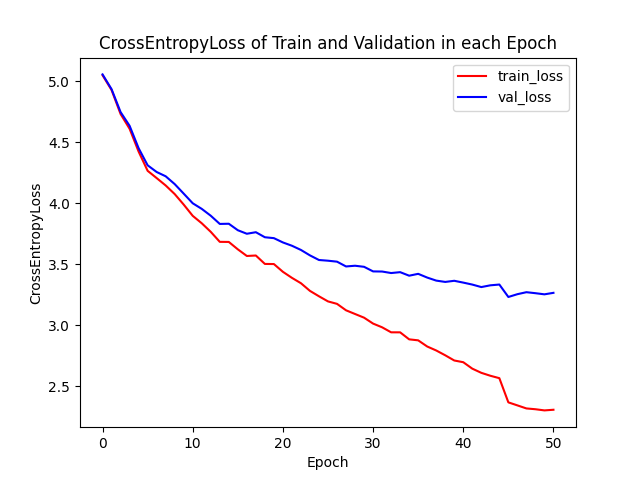 CrossEntropyLoss of Train and Validation in each Epoch
train_loss
val_loss
CrossEntropyLoss
5.0
4.5
4.0
3.5
3.0
2.5
0 10 20 30 40 50
Epoch